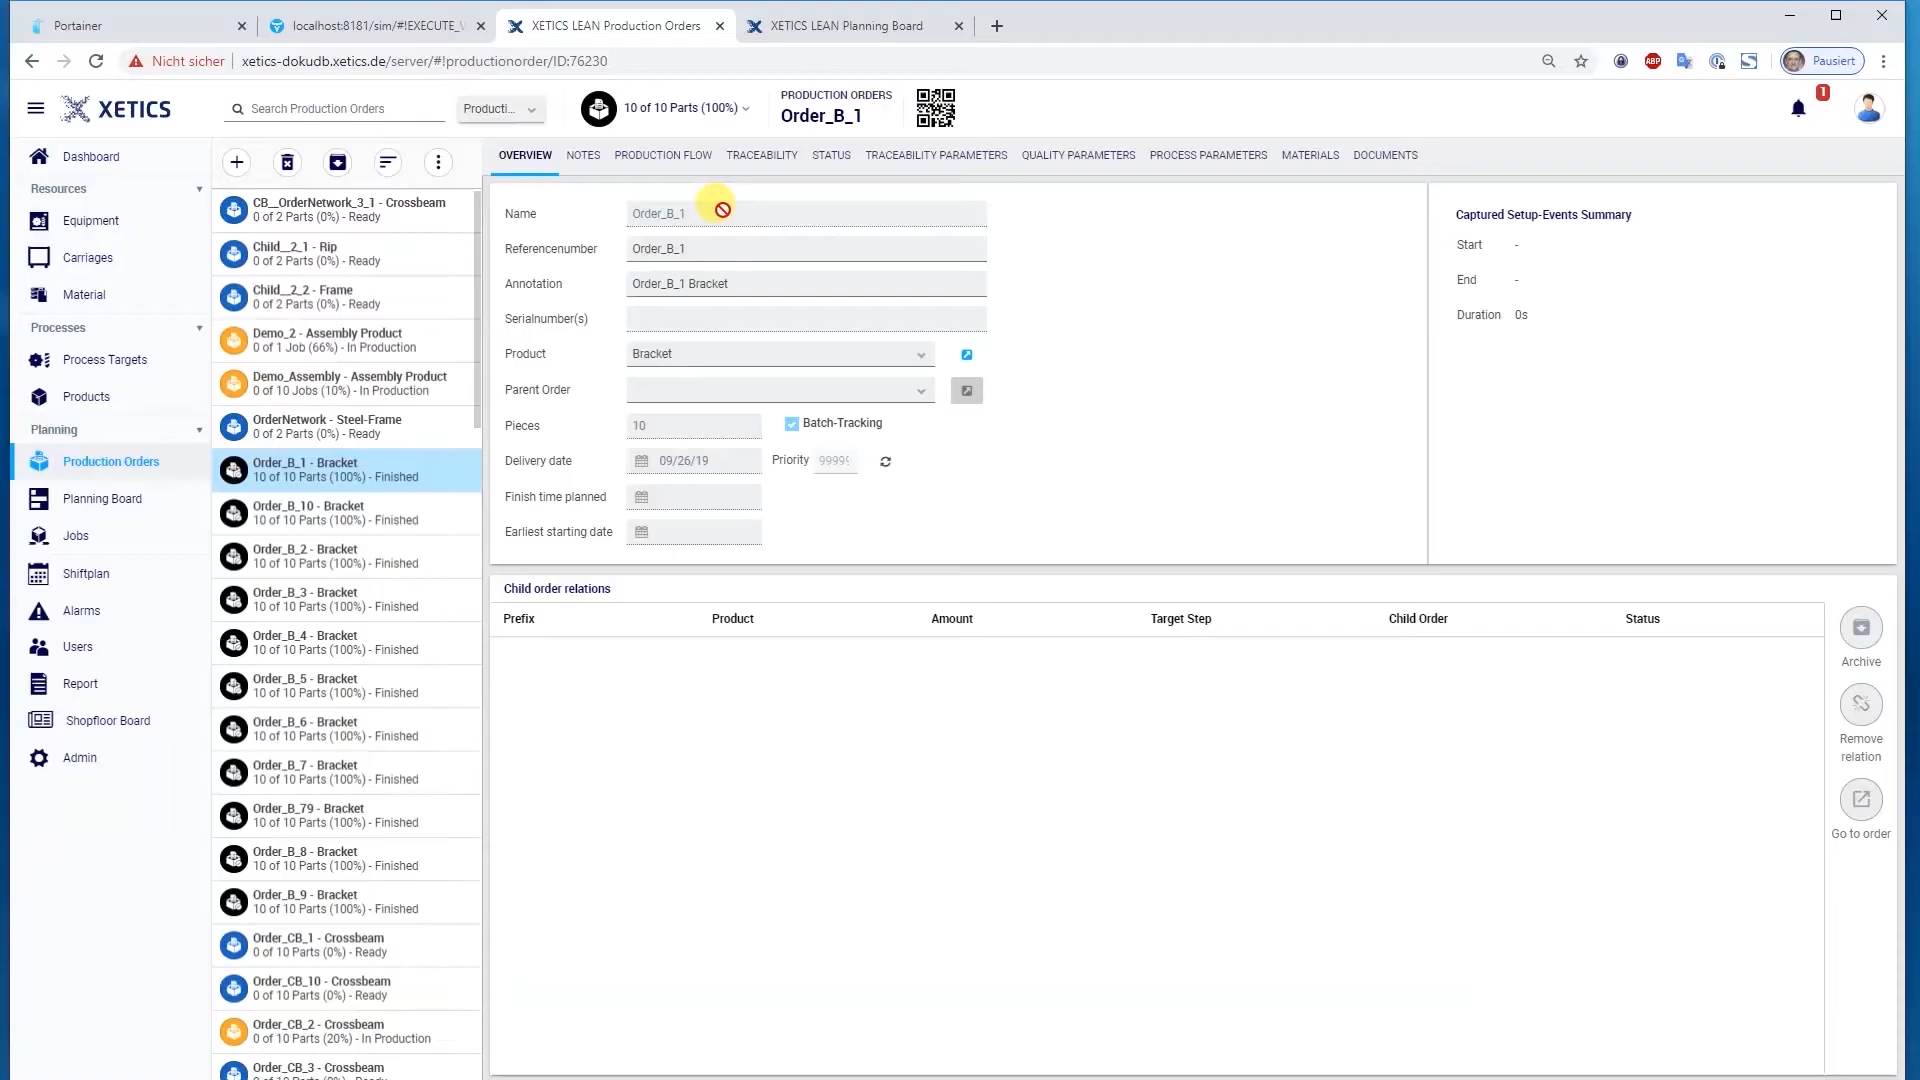 Portainer
localhost:8181/sim/#!EXECUTE_
XETICS LEAN Production Orders
XETICS LEAN Planning Board
Nicht sicher
xetics-dokudb.xetics.de/server/#!productionorder/ID:76230
ABP
Pausiert
XETICS
Search Production Orders
Producti...
10 of 10 Parts (100%)
PRODUCTION ORDERS
Order_B_1
1
Dashboard
Resources
Equipment
Carriages
Material
Processes
Process Targets
Products
Planning
Production Orders
Planning Board
Jobs
Shiftplan
Alarms
Users
Report
Shopfloor Board
Admin
CB__OrderNetwork_3_1 - Crossbeam
0 of 2 Parts (0%) - Ready
Child__2_1 - Rip
0 of 2 Parts (0%) - Ready
Child__2_2 - Frame
0 of 2 Parts (0%) - Ready
Demo_2 - Assembly Product
0 of 1 Job (66%) - In Production
Demo_Assembly - Assembly Product
0 of 10 Jobs (10%) - In Production
OrderNetwork - Steel-Frame
0 of 2 Parts (0%) - Ready
Order_B_1 - Bracket
10 of 10 Parts (100%) - Finished
Order_B_10 - Bracket
10 of 10 Parts (100%) - Finished
Order_B_2 - Bracket
10 of 10 Parts (100%) - Finished
Order_B_3 - Bracket
10 of 10 Parts (100%) - Finished
Order_B_4 - Bracket
10 of 10 Parts (100%) - Finished
Order_B_5 - Bracket
10 of 10 Parts (100%) - Finished
Order_B_6 - Bracket
10 of 10 Parts (100%) - Finished
Order_B_7 - Bracket
10 of 10 Parts (100%) - Finished
Order_B_79 - Bracket
10 of 10 Parts (100%) - Finished
Order_B_8 - Bracket
10 of 10 Parts (100%) - Finished
Order_B_9 - Bracket
10 of 10 Parts (100%) - Finished
Order_CB_1 - Crossbeam
0 of 10 Parts (0%) - Ready
Order_CB_10 - Crossbeam
0 of 10 Parts (0%) - Ready
Order_CB_2 - Crossbeam
0 of 10 Parts (20%) - In Production
Order_CB_3 - Crossbeam
OVERVIEW NOTES PRODUCTION FLOW TRACEABILITY STATUS TRACEABILITY PARAMETERS QUALITY PARAMETERS PROCESS PARAMETERS MATERIALS DOCUMENTS
Name Order_B_1
Referencenumber Order_B_1
Annotation Order_B_1 Bracket
Serialnumber(s)
Product Bracket
Parent Order
Pieces 10 Batch-Tracking
Delivery date 09/26/19 Priority 9999
Finish time planned
Earliest starting date
Captured Setup-Events Summary
Start -
End -
Duration 0s
Child order relations
Prefix Product Amount Target Step Child Order Status
Archive
Remove
relation
Go to order